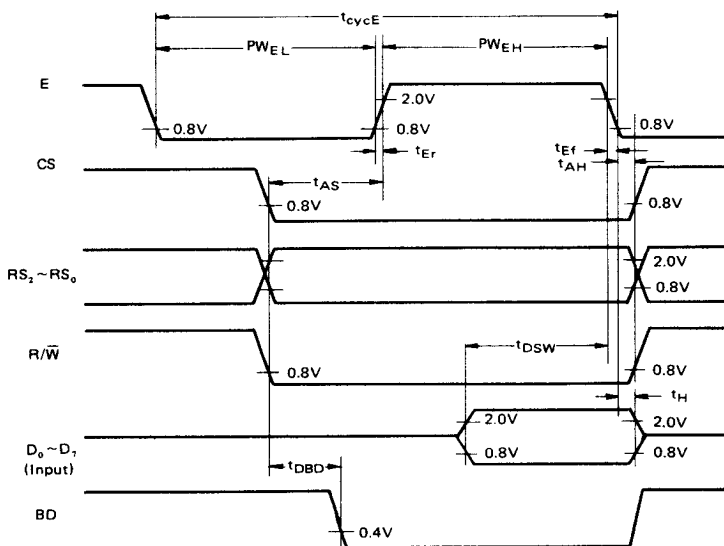 t_cycE
PW_EL
PW_EH
E
2.0V
0.8V
0.8V
0.8V
t_Er
t_Ef
t_AH
CS
t_AS
0.8V
0.8V
RS₂~RS₀
2.0V
0.8V
R/W̅
t_DSW
0.8V
0.8V
t_H
D₀~D₇
(Input)
2.0V
2.0V
0.8V
0.8V
t_DBD
BD
0.4V